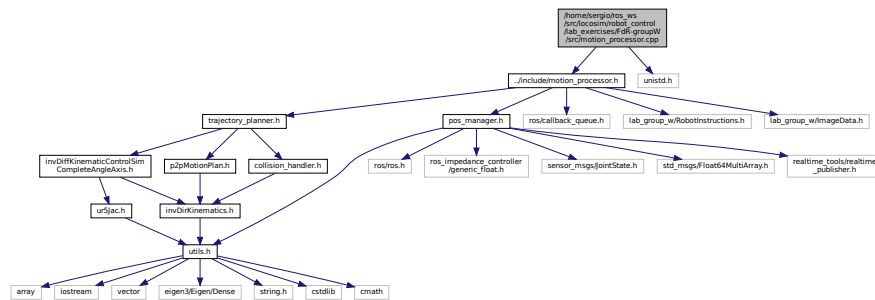 /home/sergio/ros_ws
/src/locosim/robot_control
/lab_exercises/FdR-groupW
/src/motion_processor.cpp
../include/motion_processor.h
unistd.h
trajectory_planner.h
pos_manager.h
ros/callback_queue.h
lab_group_w/RobotInstructions.h
lab_group_w/ImageData.h
invDiffKinematicControlSim
CompleteAngleAxis.h
p2pMotionPlan.h
collision_handler.h
ros/ros.h
ros_impedance_controller
/generic_float.h
sensor_msgs/JointState.h
std_msgs/Float64MultiArray.h
realtime_tools/realtime
_publisher.h
ur5Jac.h
invDirKinematics.h
utils.h
array
iostream
vector
eigen3/Eigen/Dense
string.h
cstdlib
cmath